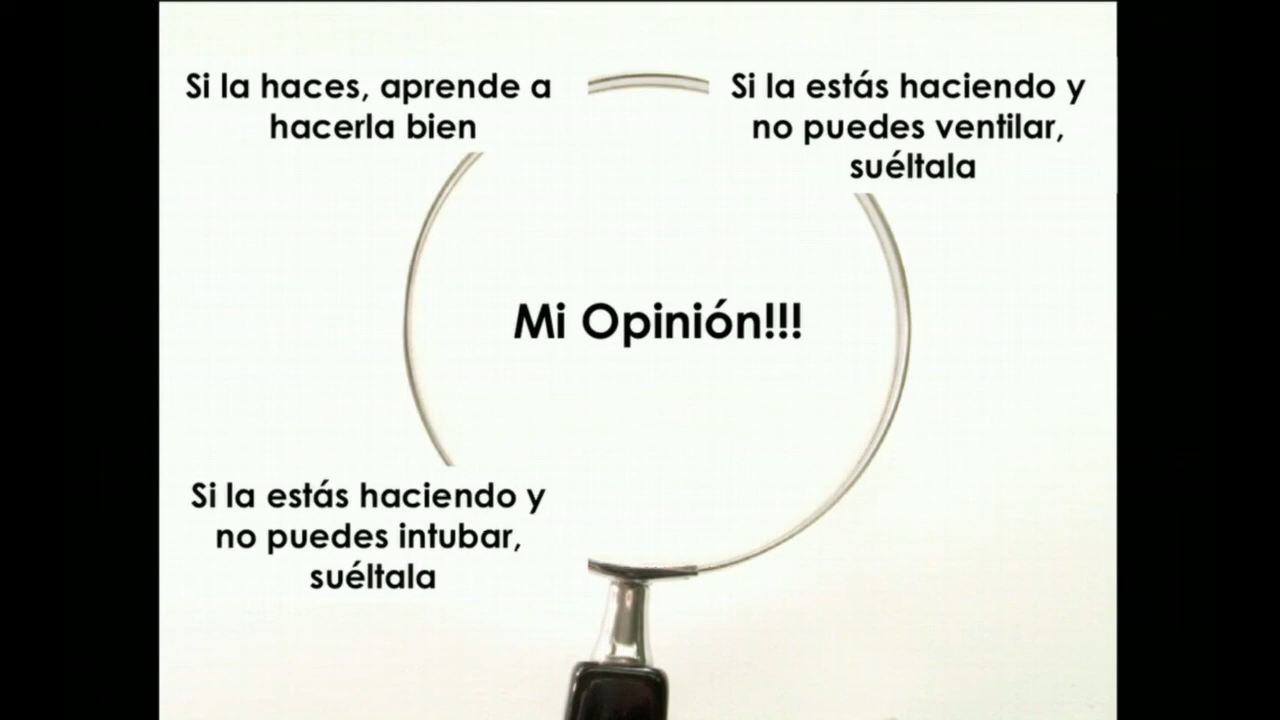 Si la haces, aprende a
hacerla bien
Si la estás haciendo y
no puedes ventilar,
suéltala
Mi Opinión!!!
Si la estás haciendo y
no puedes intubar,
suéltala